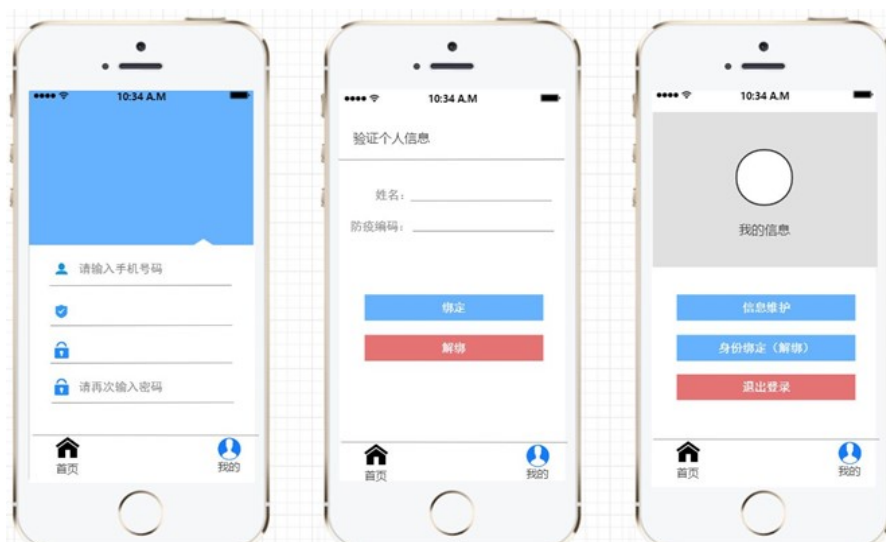 10:34 A.M
请输入手机号码
请再次输入密码
首页
我的
10:34 A.M
验证个人信息
姓名：
防疫编码：
绑定
解绑
首页
我的
10:34 A.M
我的信息
信息维护
身份绑定（解绑）
退出登录
首页
我的